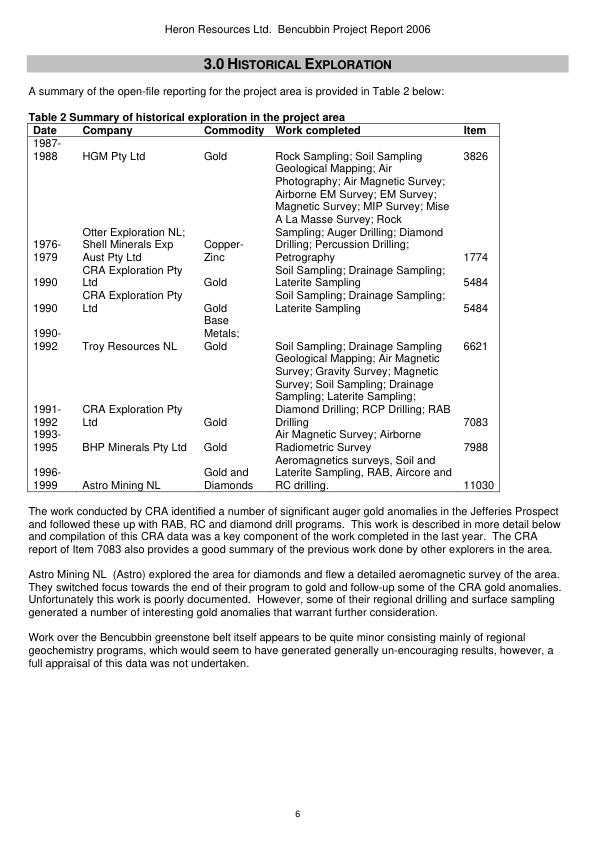 Heron Resources Ltd.  Bencubbin Project Report 2006
3.0 HISTORICAL EXPLORATION
A summary of the open-file reporting for the project area is provided in Table 2 below:
Table 2 Summary of historical exploration in the project area
Date Company Commodity Work completed Item
1987-
1988 HGM Pty Ltd Gold Rock Sampling; Soil Sampling 3826
Geological Mapping; Air
Photography; Air Magnetic Survey;
Airborne EM Survey; EM Survey;
Magnetic Survey; MIP Survey; Mise
A La Masse Survey; Rock
Otter Exploration NL; Sampling; Auger Drilling; Diamond
1976- Shell Minerals Exp Copper- Drilling; Percussion Drilling;
1979 Aust Pty Ltd Zinc Petrography 1774
CRA Exploration Pty Soil Sampling; Drainage Sampling;
1990 Ltd Gold Laterite Sampling 5484
CRA Exploration Pty Soil Sampling; Drainage Sampling;
1990 Ltd Gold Laterite Sampling 5484
Base
1990- Metals;
1992 Troy Resources NL Gold Soil Sampling; Drainage Sampling 6621
Geological Mapping; Air Magnetic
Survey; Gravity Survey; Magnetic
Survey; Soil Sampling; Drainage
Sampling; Laterite Sampling;
1991- CRA Exploration Pty Diamond Drilling; RCP Drilling; RAB
1992 Ltd Gold Drilling 7083
1993- Air Magnetic Survey; Airborne
1995 BHP Minerals Pty Ltd Gold Radiometric Survey 7988
Aeromagnetics surveys, Soil and
1996- Gold and Laterite Sampling, RAB, Aircore and
1999 Astro Mining NL Diamonds RC drilling. 11030
The work conducted by CRA identified a number of significant auger gold anomalies in the Jefferies Prospect
and followed these up with RAB, RC and diamond drill programs.  This work is described in more detail below
and compilation of this CRA data was a key component of the work completed in the last year.  The CRA
report of Item 7083 also provides a good summary of the previous work done by other explorers in the area.
Astro Mining NL  (Astro) explored the area for diamonds and flew a detailed aeromagnetic survey of the area.
They switched focus towards the end of their program to gold and follow-up some of the CRA gold anomalies.
Unfortunately this work is poorly documented.  However, some of their regional drilling and surface sampling
generated a number of interesting gold anomalies that warrant further consideration.
Work over the Bencubbin greenstone belt itself appears to be quite minor consisting mainly of regional
geochemistry programs, which would seem to have generated generally un-encouraging results, however, a
full appraisal of this data was not undertaken.
6